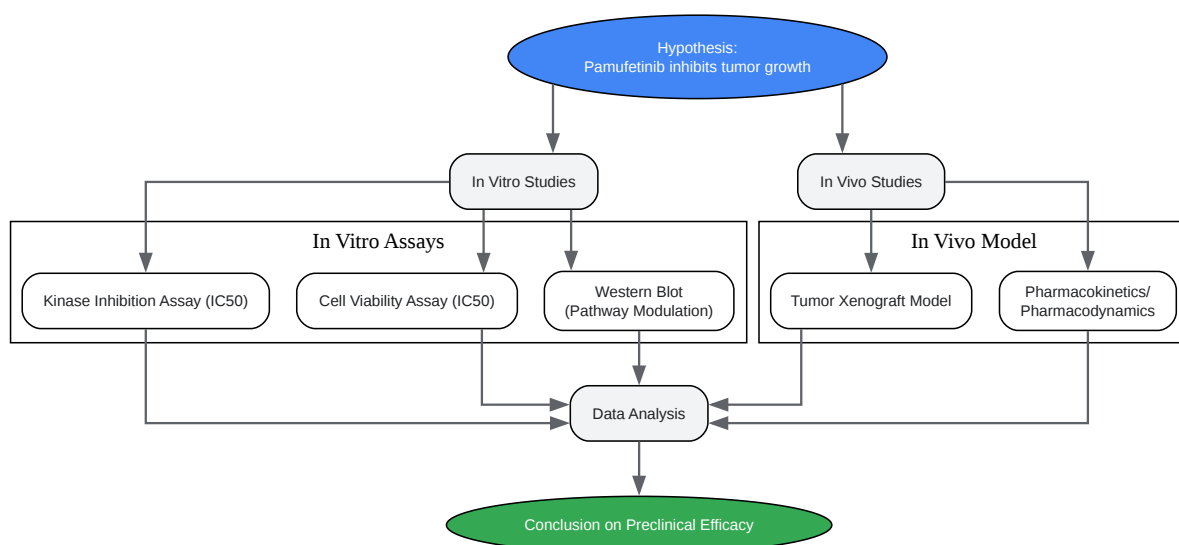 Hypothesis:
Pamufetinib inhibits tumor growth
In Vitro Studies
In Vivo Studies
In Vitro Assays
In Vivo Model
Kinase Inhibition Assay (IC50)
Cell Viability Assay (IC50)
Western Blot
(Pathway Modulation)
Tumor Xenograft Model
Pharmacokinetics/
Pharmacodynamics
Data Analysis
Conclusion on Preclinical Efficacy